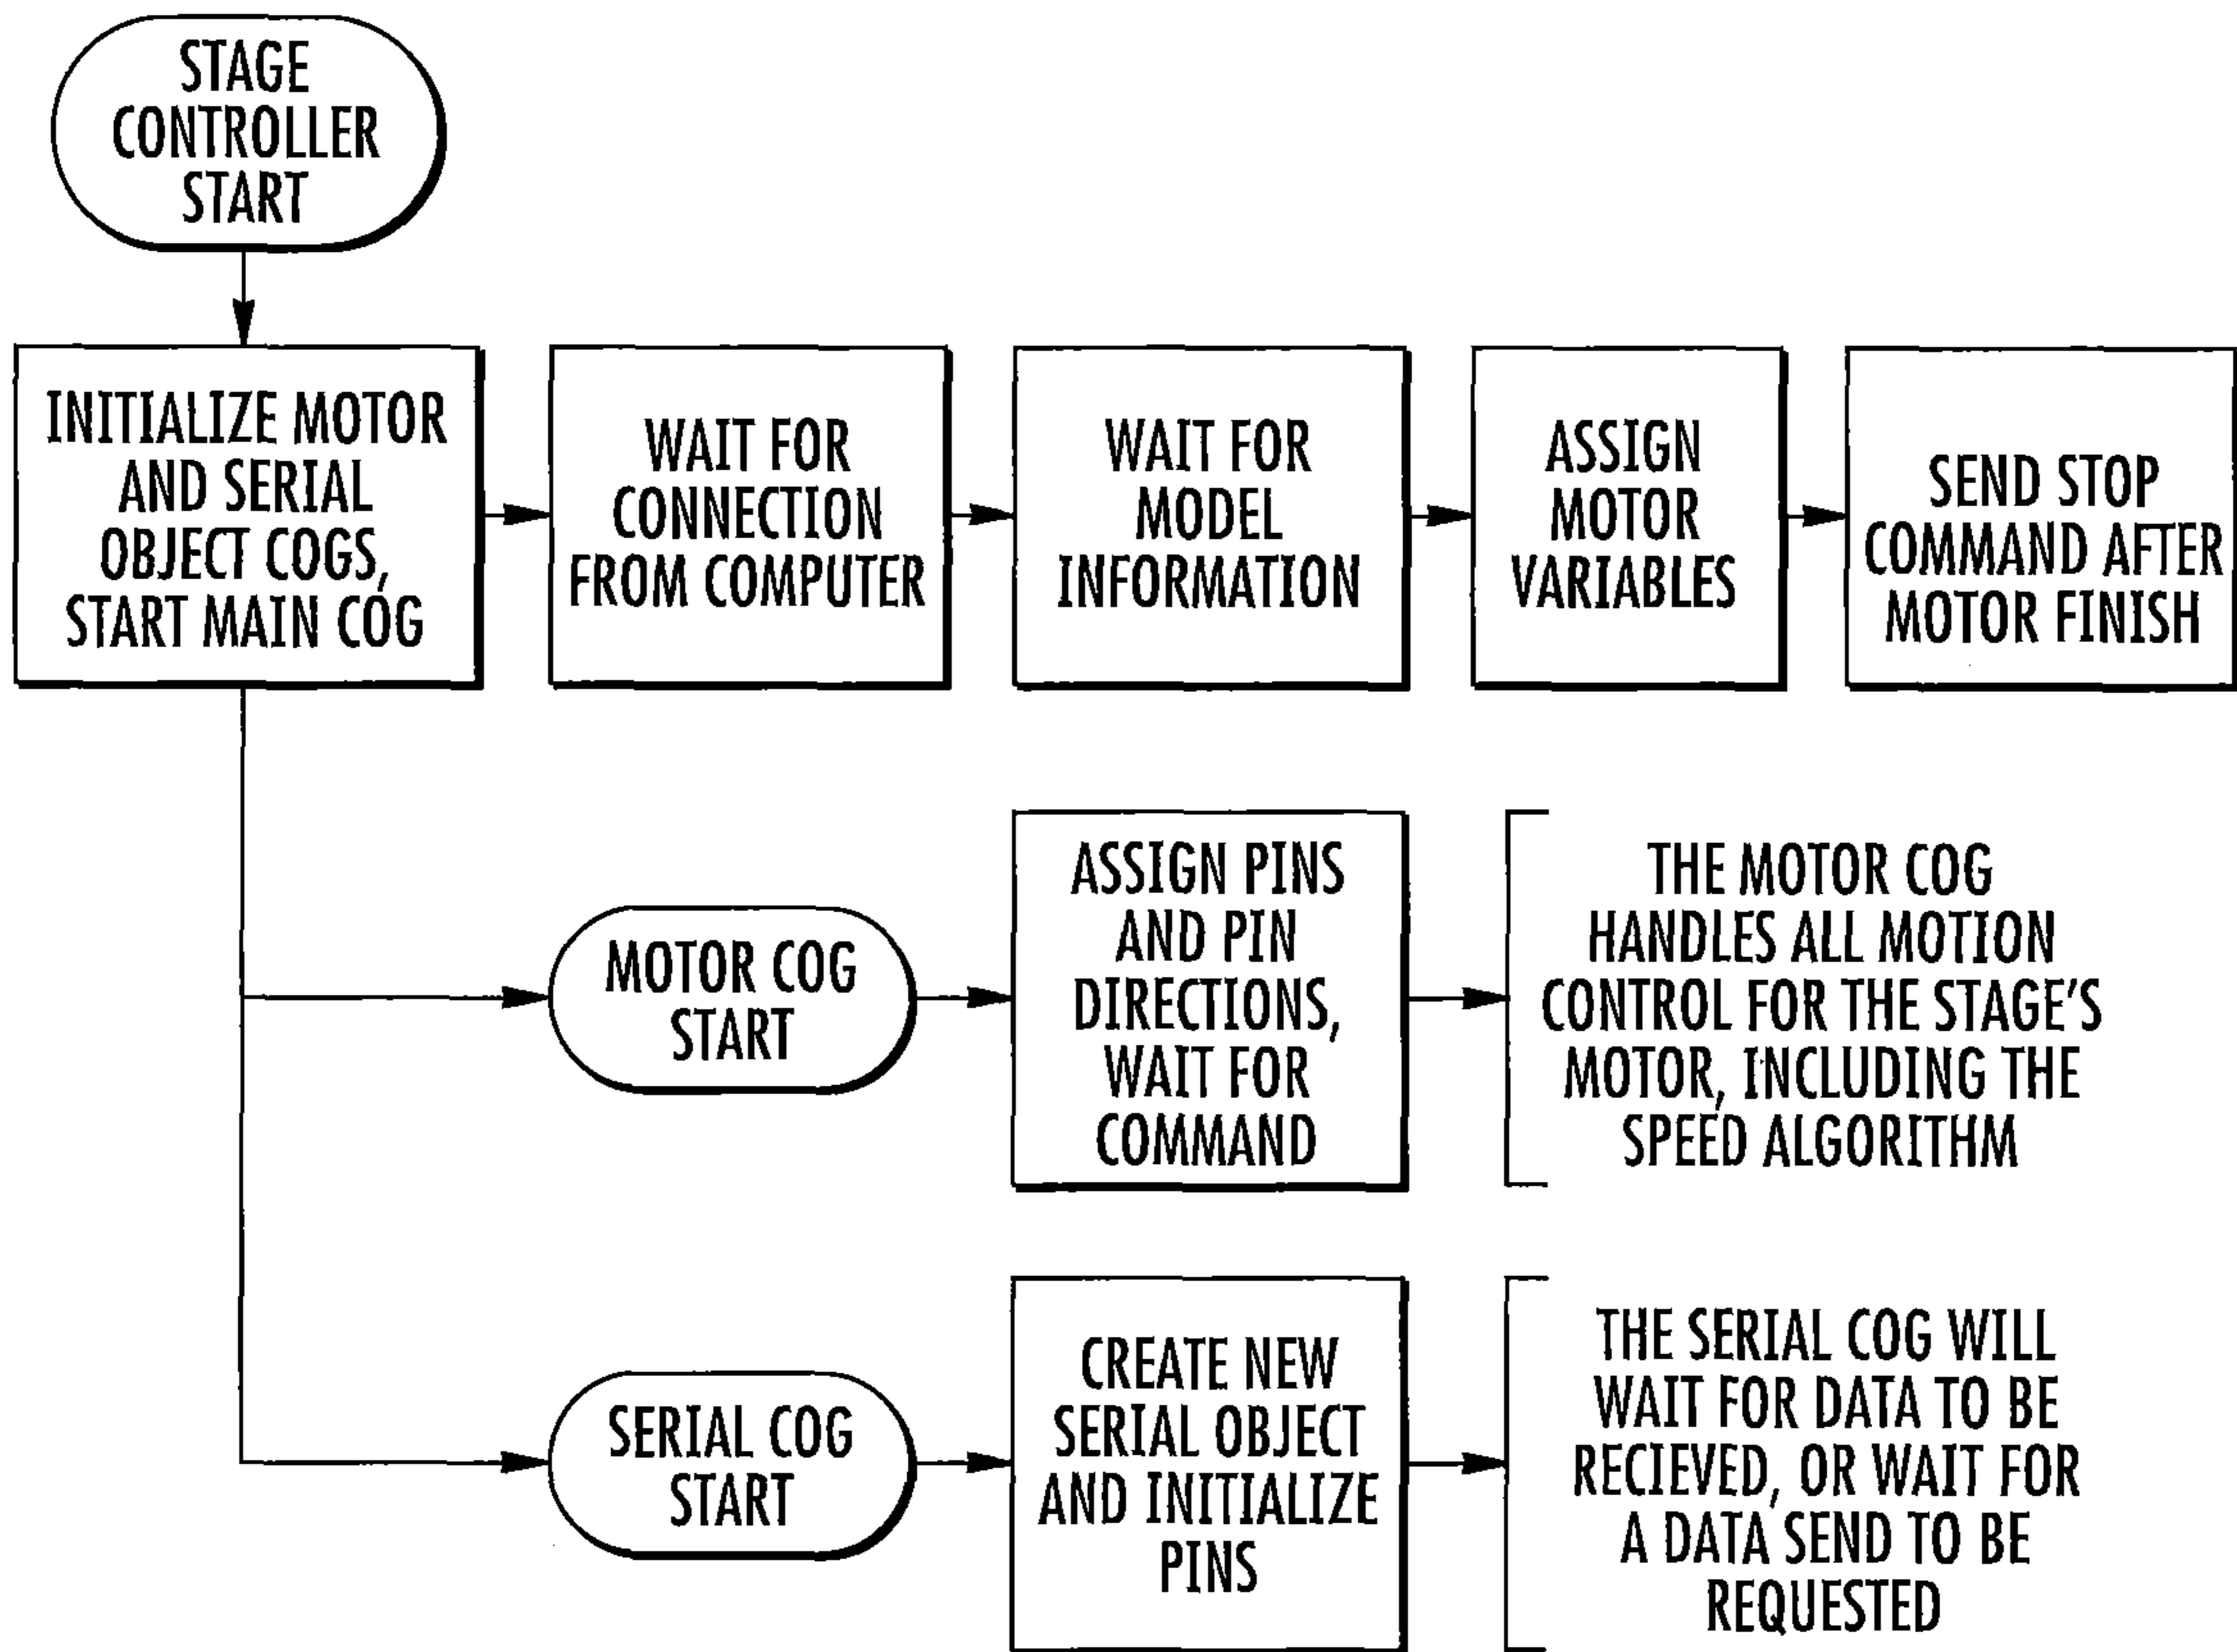 STAGE
CONTROLLER
START
INITIALIZE MOTOR
AND SERIAL
OBJECT COGS,
START MAIN COG
WAIT FOR
CONNECTION
FROM COMPUTER
WAIT FOR
MODEL
INFORMATION
ASSIGN
MOTOR
VARIABLES
SEND STOP
COMMAND AFTER
MOTOR FINISH
MOTOR COG
START
ASSIGN PINS
AND PIN
DIRECTIONS,
WAIT FOR
COMMAND
THE MOTOR COG
HANDLES ALL MOTION
CONTROL FOR THE STAGE'S
MOTOR, INCLUDING THE
SPEED ALGORITHM
SERIAL COG
START
CREATE NEW
SERIAL OBJECT
AND INITIALIZE
PINS
THE SERIAL COG WILL
WAIT FOR DATA TO BE
RECIEVED, OR WAIT FOR
A DATA SEND TO BE
REQUESTED